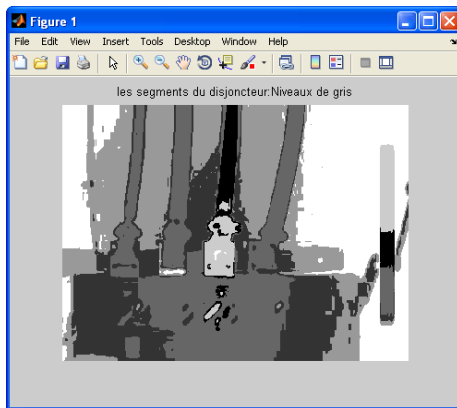 Figure 1
File Edit View Insert Tools Desktop Window Help
les segments du disjoncteur:Niveaux de gris